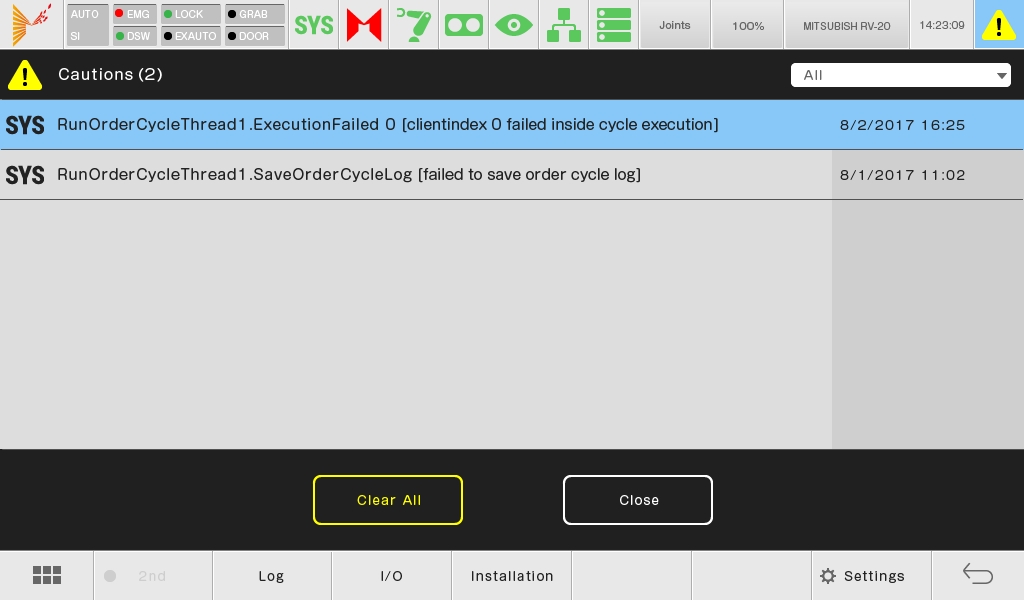 AUTO EMG LOCK GRAB
SI DSW EXAUTO DOOR
SYS Joints 100% MITSUBISH RV-20 14:23:09
Cautions (2) All
SYS RunOrderCycleThread1.ExecutionFailed 0 [clientindex 0 failed inside cycle execution] 8/2/2017 16:25
SYS RunOrderCycleThread1.SaveOrderCycleLog [failed to save order cycle log] 8/1/2017 11:02
Clear All Close
2nd Log I/O Installation Settings